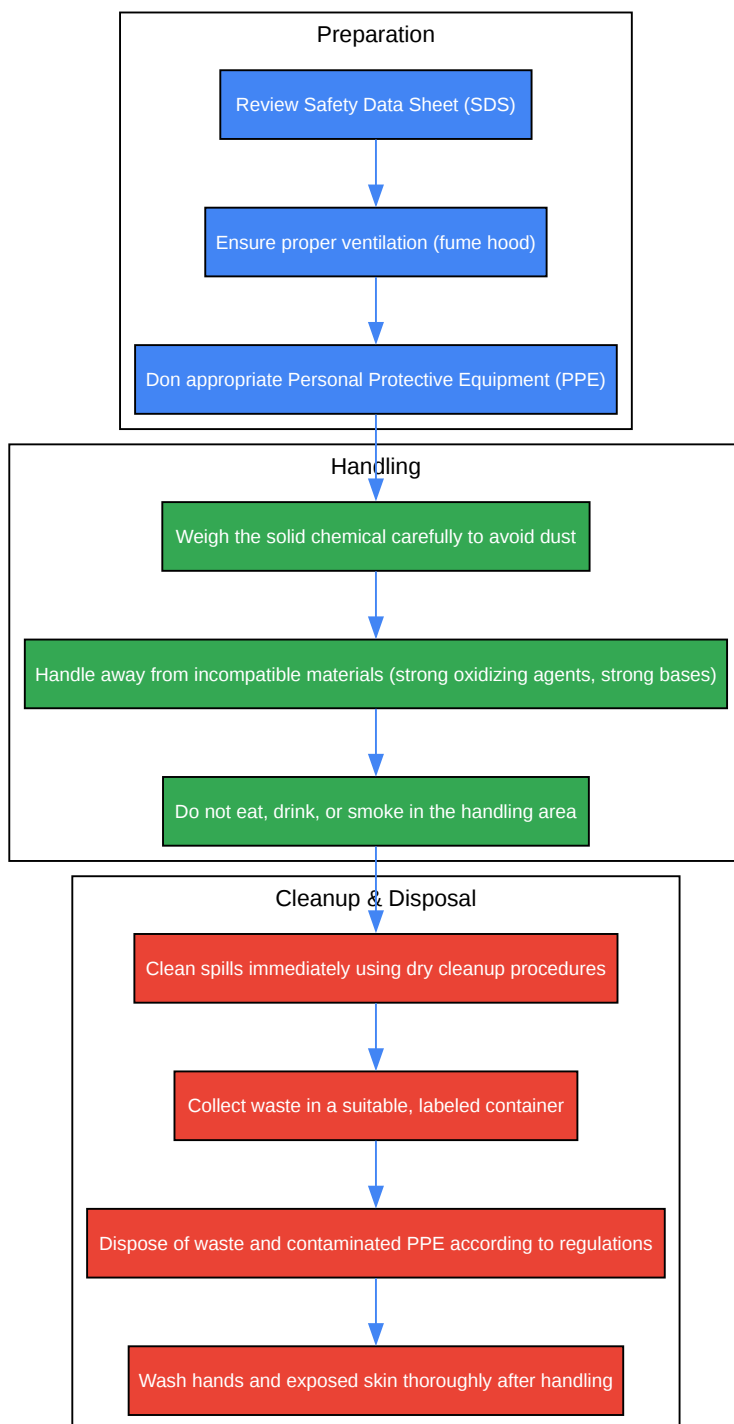 Preparation
Review Safety Data Sheet (SDS)
Ensure proper ventilation (fume hood)
Don appropriate Personal Protective Equipment (PPE)
Handling
Weigh the solid chemical carefully to avoid dust
Handle away from incompatible materials (strong oxidizing agents, strong bases)
Do not eat, drink, or smoke in the handling area
Cleanup & Disposal
Clean spills immediately using dry cleanup procedures
Collect waste in a suitable, labeled container
Dispose of waste and contaminated PPE according to regulations
Wash hands and exposed skin thoroughly after handling